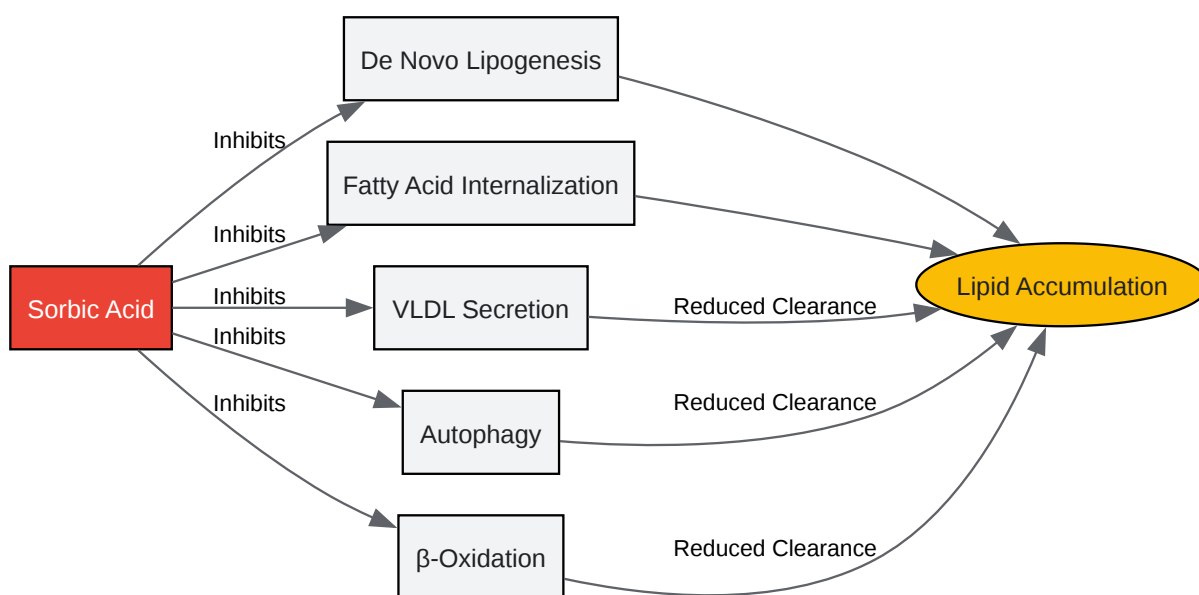 De Novo Lipogenesis
Inhibits
Fatty Acid Internalization
Inhibits
Sorbic Acid
Inhibits
VLDL Secretion
Reduced Clearance
Lipid Accumulation
Inhibits
Autophagy
Reduced Clearance
Inhibits
β-Oxidation
Reduced Clearance